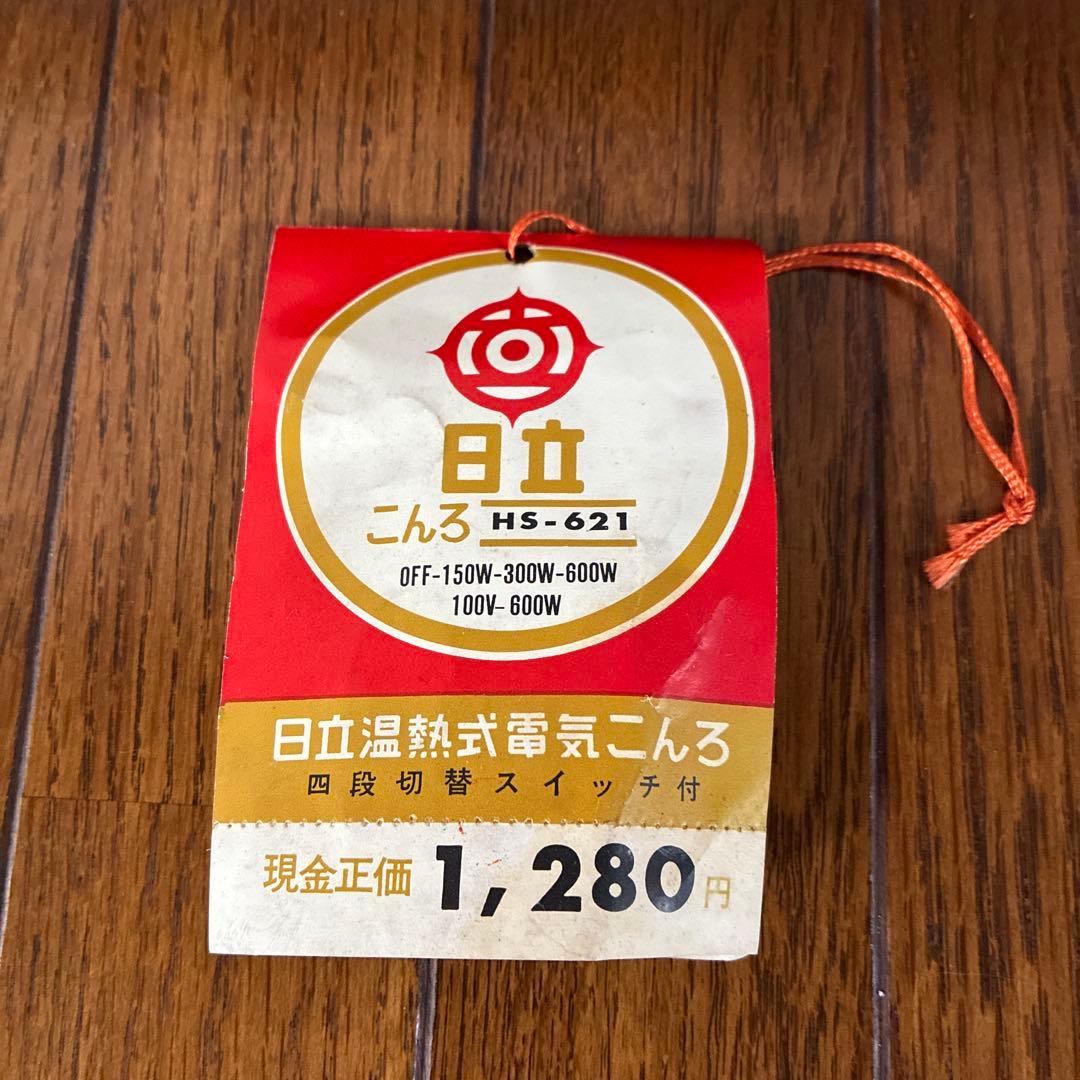 日立
こんろ HS-621
OFF-150W-300W-600W
100V-600W
日立温熱式電気こんろ
四段切替スイッチ付
現金正価 1,280円